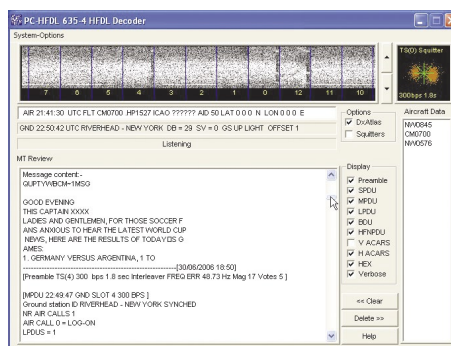 PC-HFDL 635-4 HFDL Decoder
System-Options
7 6 5 4 3 2 1 0 12 11 10
TS(0) Squitter
300bps 1.8s
AIR 21:41:30 UTC FLT CM0700 HP1527 ICAO ?????? AID 50 LAT 0 0 0 N LON 0 0 0 E
GND 22:50:42 UTC RIVERHEAD - NEW YORK DB = 29 SV = 0 GS UP LIGHT OFFSET 1
Listening
Options
DxAtlas
Squitters
Aircraft Data
NW0845
CM0700
NW0576
MT Review
Message content:-
QUPTYWBCM~1MSG
GOOD EVENING
THIS CAPTAIN XXXX
LADIES AND GENTLEMEN, FOR THOSE SOCCER F
ANS ANXIOUS TO HEAR THE LATEST WORLD CUP
NEWS, HERE ARE THE RESULTS OF TODAY□S G
AMES:
1. GERMANY VERSUS ARGENTINA, 1 TO
-----------------------------------------------------[30/06/2006 18:50]
[Preamble TS(4) 300 bps 1.8 sec Interleaver FREQ ERR 48.73 Hz Mag 17 Votes 5 ]
[MPDU 22:49:47 GND SLOT 4 300 BPS ]
Ground station ID RIVERHEAD - NEW YORK SYNCHED
NR AIR CALLS 1
AIR CALL 0 = LOG-ON
LPDUS = 1
Display
Preamble
SPDU
MPDU
LPDU
BDU
HFNPDU
V ACARS
H ACARS
HEX
Verbose
<< Clear
Delete >>
Help